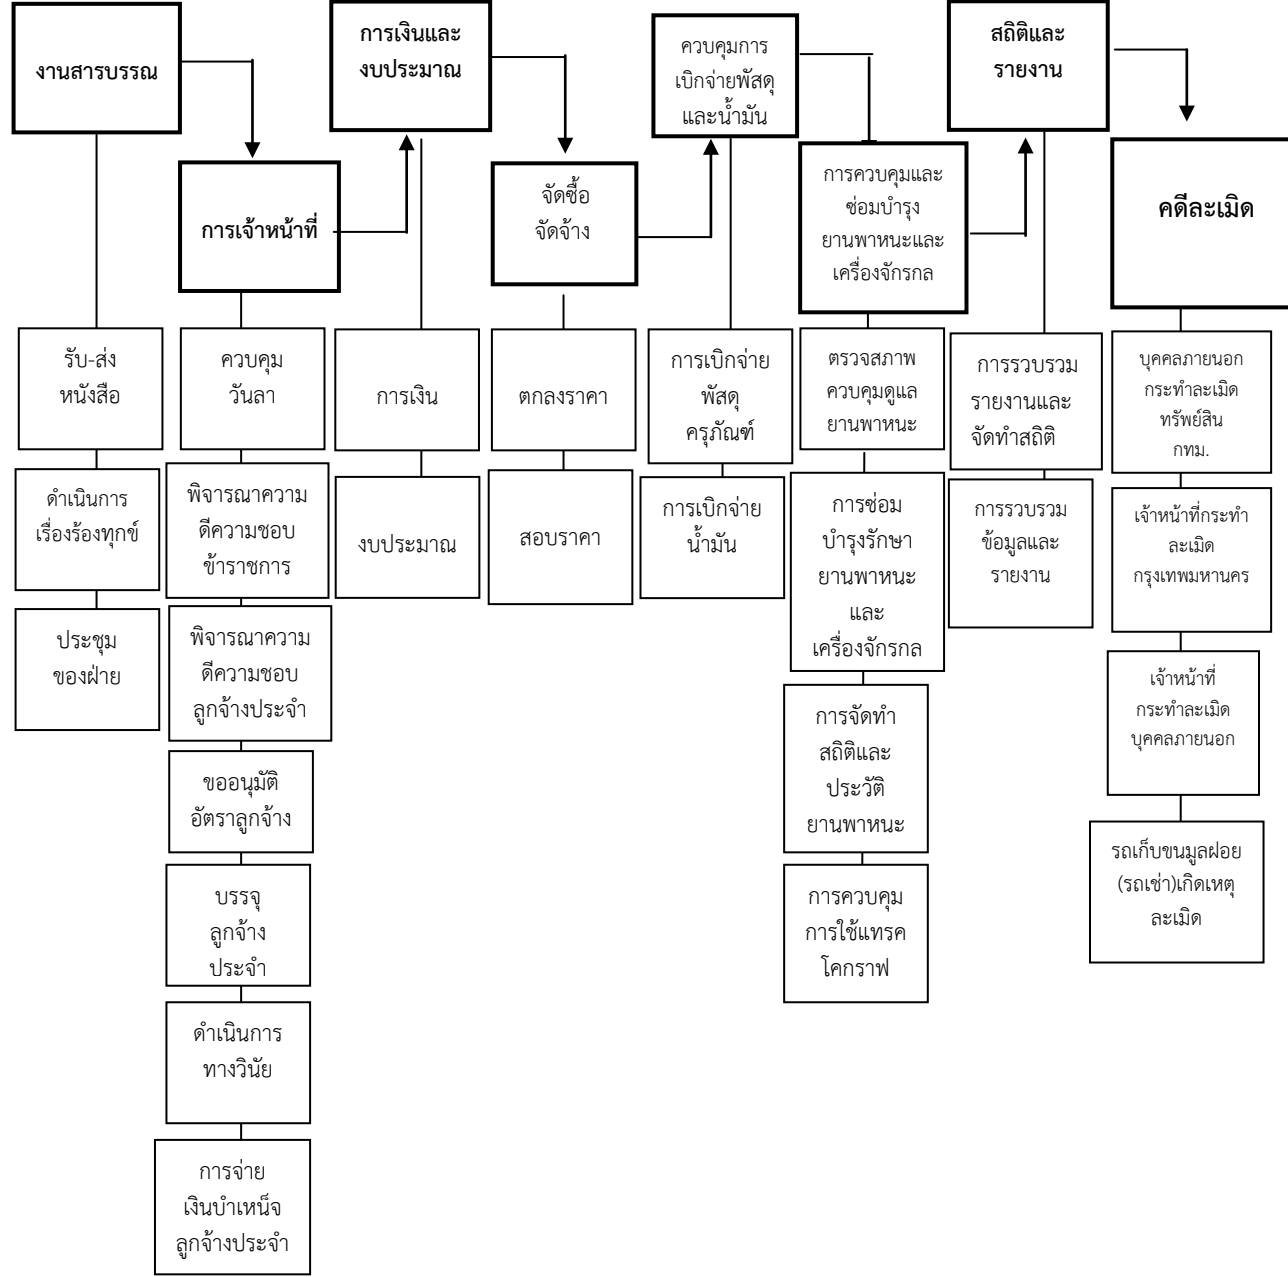 งานสารบรรณ
การเจ้าหน้าที่
การเงินและ
งบประมาณ
จัดซื้อ
จัดจ้าง
ควบคุมการ
เบิกจ่ายพัสดุ
และน้ำมัน
การควบคุมและ
ซ่อมบำรุง
ยานพาหนะและ
เครื่องจักรกล
สถิติและ
รายงาน
คดีละเมิด
รับ-ส่ง
หนังสือ
ดำเนินการ
เรื่องร้องทุกข์
ประชุม
ของฝ่าย
ควบคุม
วันลา
พิจารณาความ
ดีความชอบ
ข้าราชการ
พิจารณาความ
ดีความชอบ
ลูกจ้างประจำ
ขออนุมัติ
อัตราลูกจ้าง
บรรจุ
ลูกจ้าง
ประจำ
ดำเนินการ
ทางวินัย
การจ่าย
เงินบำเหน็จ
ลูกจ้างประจำ
การเงิน
งบประมาณ
ตกลงราคา
สอบราคา
การเบิกจ่าย
พัสดุ
ครุภัณฑ์
การเบิกจ่าย
น้ำมัน
ตรวจสภาพ
ควบคุมดูแล
ยานพาหนะ
การซ่อม
บำรุงรักษา
ยานพาหนะ
และ
เครื่องจักรกล
การจัดทำ
สถิติและ
ประวัติ
ยานพาหนะ
การควบคุม
การใช้แทรค
โคกราฟ
การรวบรวม
รายงานและ
จัดทำสถิติ
การรวบรวม
ข้อมูลและ
รายงาน
บุคคลภายนอก
กระทำละเมิด
ทรัพย์สิน
กทม.
เจ้าหน้าที่กระทำ
ละเมิด
กรุงเทพมหานคร
เจ้าหน้าที่
กระทำละเมิด
บุคคลภายนอก
รถเก็บขนมูลฝอย
(รถเช่า)เกิดเหตุ
ละเมิด